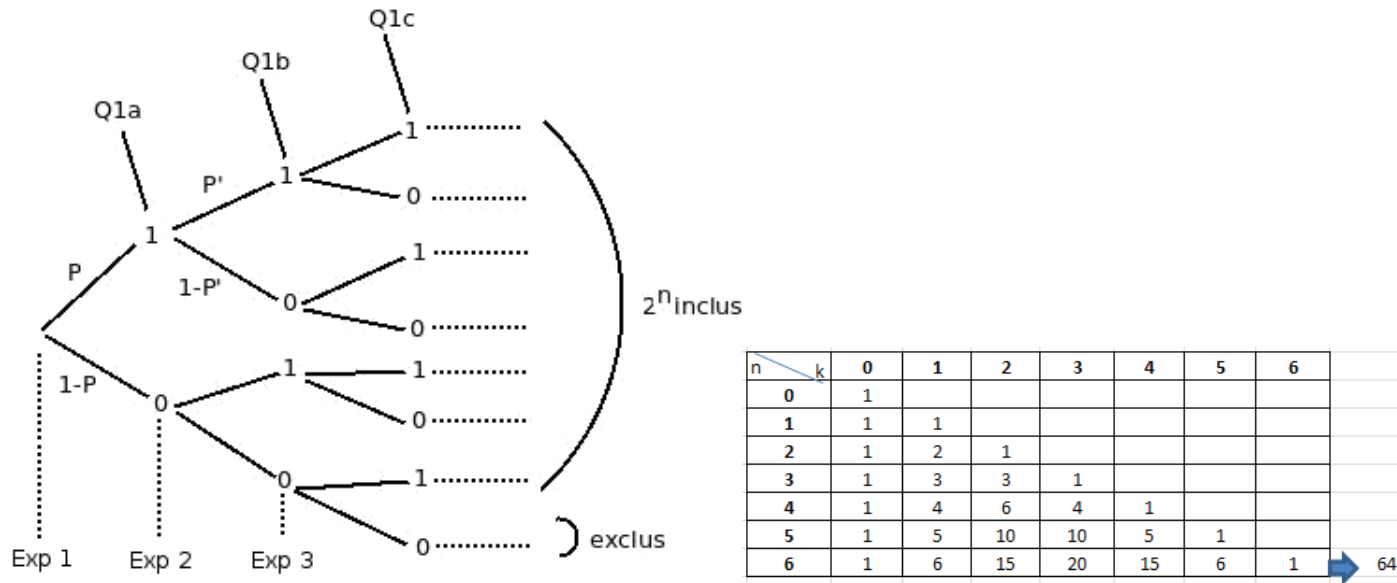 Q1c
Q1b
Q1a
1
P' 1
0
1
P 1
1-P'
0
2^n inclus
0
1 1
1-P
0
0
0 1
0 exclus
Exp 1 Exp 2 Exp 3
n k 0 1 2 3 4 5 6
0 1
1 1 1
2 1 2 1
3 1 3 3 1
4 1 4 6 4 1
5 1 5 10 10 5 1
6 1 6 15 20 15 6 1 64